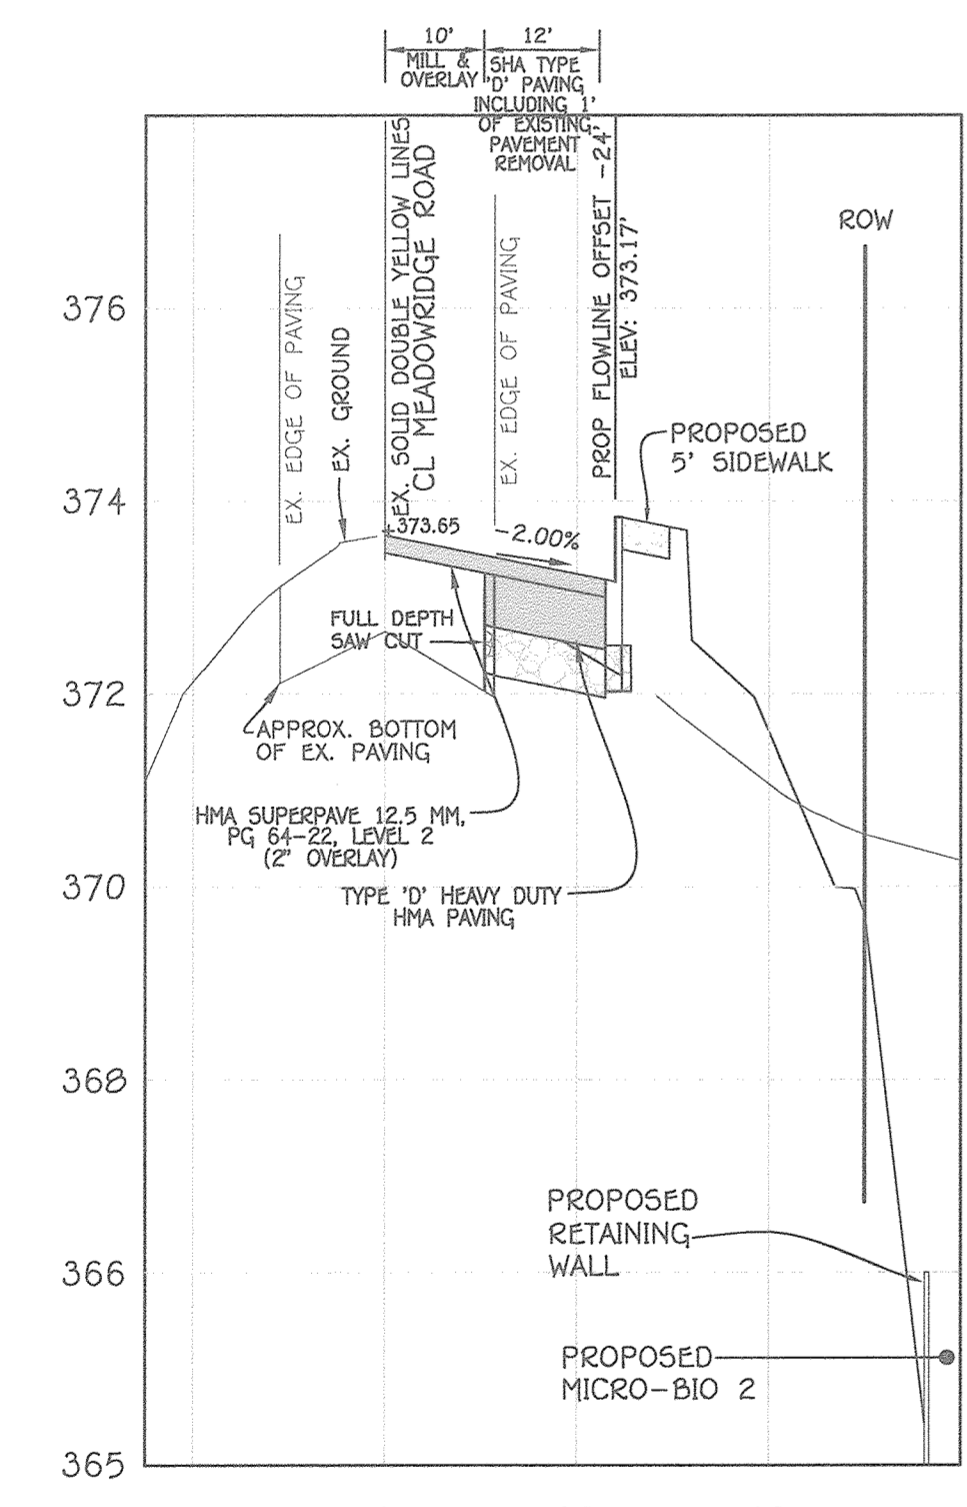 10'
12'
MILL &
OVERLAY
SHA TYPE
'D' PAVING
INCLUDING 1'
OF EXISTING
PAVEMENT
REMOVAL
EX. SOLID DOUBLE YELLOW LINES
CL MEADOWRIDGE ROAD
PROP FLOWLINE OFFSET -24'
ELEV: 373.17'
EX. EDGE OF PAVING
EX. EDGE OF PAVING
EX. GROUND
ROW
376
PROPOSED
5' SIDEWALK
374
373.65
-2.00%
FULL DEPTH
SAW CUT
372
APPROX. BOTTOM
OF EX. PAVING
HMA SUPERPAVE 12.5 MM,
PG 64-22, LEVEL 2
(2" OVERLAY)
370
TYPE 'D' HEAVY DUTY
HMA PAVING
368
PROPOSED
RETAINING
WALL
366
PROPOSED
MICRO-BIO 2
365